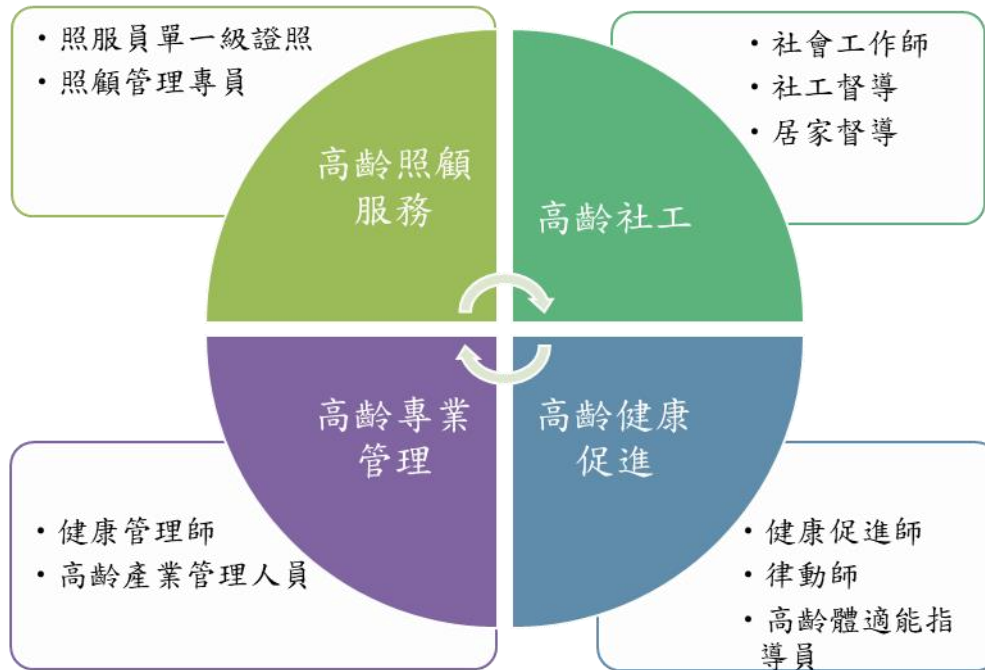 ・照服員單一級證照
・照顧管理專員
高齡照顧
服務
・社會工作師
・社工督導
・居家督導
高齡社工
高齡專業
管理
・健康管理師
・高齡產業管理人員
高齡健康
促進
・健康促進師
・律動師
・高齡體適能指
導員